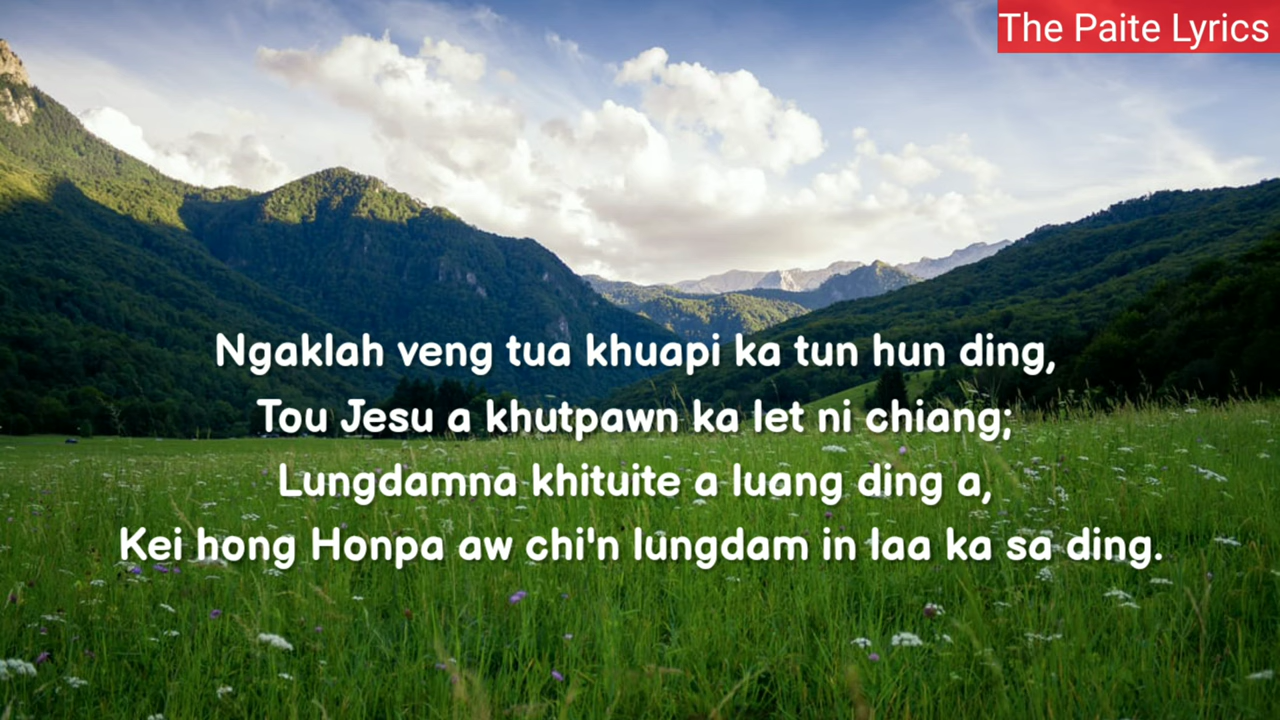 The Paite Lyrics
Ngaklah veng tua khuapi ka tun hun ding,
Tou Jesu a khutpawn ka let ni chiang;
Lungdamna khituite a luang ding a,
Kei hong Honpa aw chi'n lungdam in laa ka sa ding.